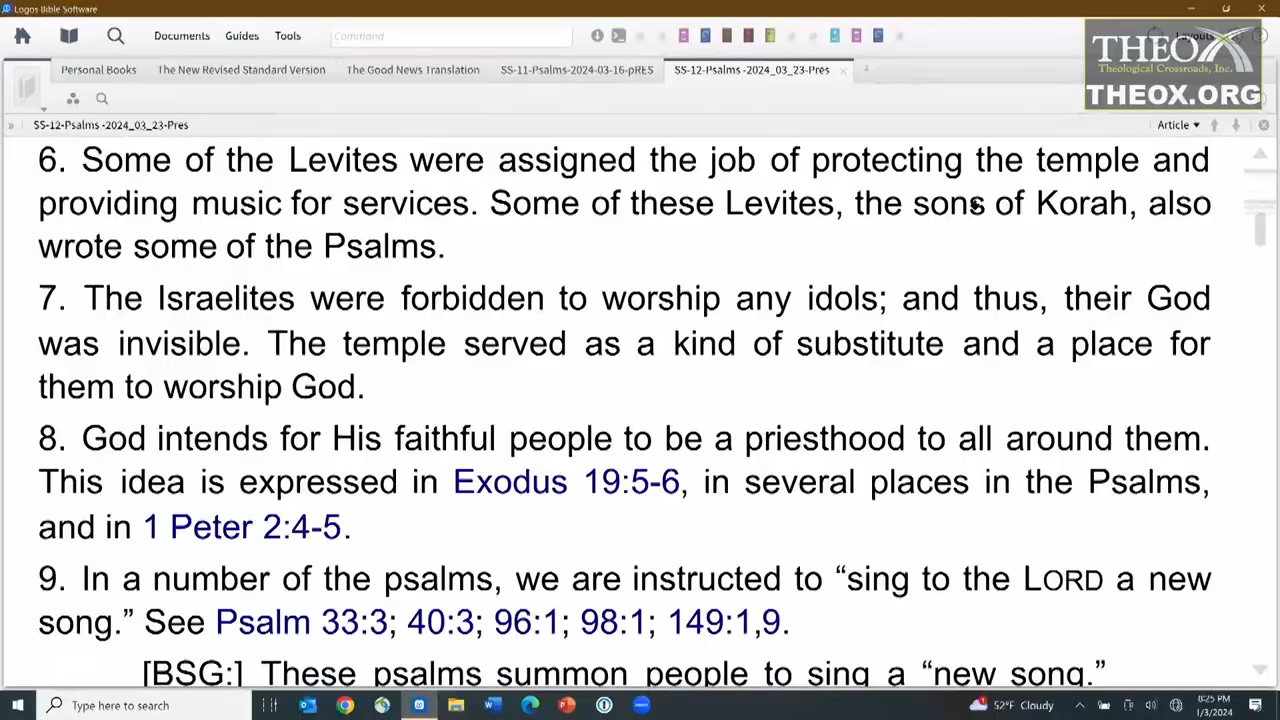 Logos Bible Software
Documents Guides Tools Command Layouts
THEOX
Theological Crossroads, Inc.
THEOX.ORG
Personal Books The New Revised Standard Version The Good News SS-11-Psalms-2024-03-16-pRES SS-12-Psalms -2024_03_23-Pres
SS-12-Psalms -2024_03_23-Pres Article
6. Some of the Levites were assigned the job of protecting the temple and
providing music for services. Some of these Levites, the sons of Korah, also
wrote some of the Psalms.
7. The Israelites were forbidden to worship any idols; and thus, their God
was invisible. The temple served as a kind of substitute and a place for
them to worship God.
8. God intends for His faithful people to be a priesthood to all around them.
This idea is expressed in Exodus 19:5-6, in several places in the Psalms,
and in 1 Peter 2:4-5.
9. In a number of the psalms, we are instructed to “sing to the LORD a new
song.” See Psalm 33:3; 40:3; 96:1; 98:1; 149:1,9.
[BSG:] These psalms summon people to sing a “new song.”
Type here to search 52°F Cloudy 8:25 PM
1/3/2024